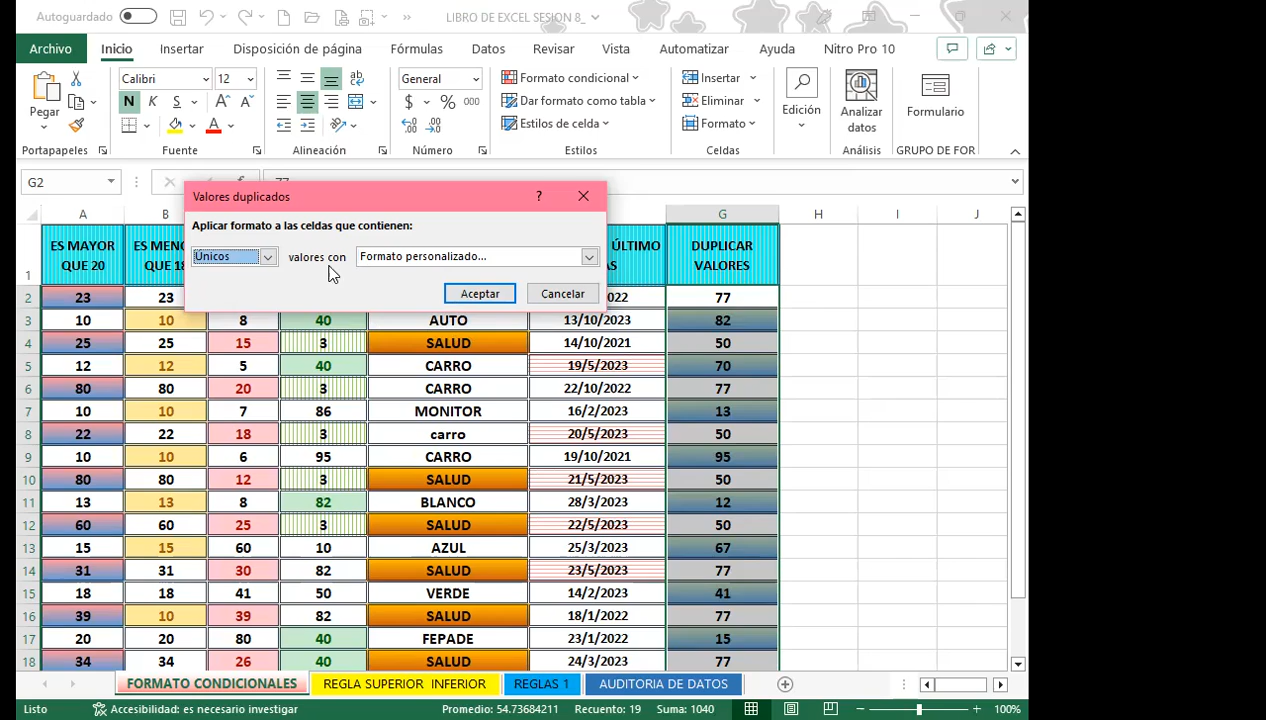 Autoguardado
LIBRO DE EXCEL SESION 8_
Archivo Inicio Insertar Disposición de página Fórmulas Datos Revisar Vista Automatizar Ayuda Nitro Pro 10
Pegar
Calibri 12
N K S A A
General
$ % 000
Formato condicional
Dar formato como tabla
Estilos de celda
Insertar
Eliminar
Formato
Edición
Analizar datos
Formulario
Portapapeles Fuente Alineación Número Estilos Celdas Análisis GRUPO DE FOR
G2
Valores duplicados ?
Aplicar formato a las celdas que contienen:
Únicos valores con Formato personalizado...
Aceptar Cancelar
A B G H I J
1 ES MAYOR QUE 20 ES MENO QUE 18 ÚLTIMO AS DUPLICAR VALORES
2 23 23 022 77
3 10 10 8 40 AUTO 13/10/2023 82
4 25 25 15 3 SALUD 14/10/2021 50
5 12 12 5 40 CARRO 19/5/2023 70
6 80 80 20 3 CARRO 22/10/2022 77
7 10 10 7 86 MONITOR 16/2/2023 13
8 22 22 18 3 carro 20/5/2023 50
9 10 10 6 95 CARRO 19/10/2021 95
10 80 80 12 3 SALUD 21/5/2023 50
11 13 13 8 82 BLANCO 28/3/2023 12
12 60 60 25 3 SALUD 22/5/2023 50
13 15 15 60 10 AZUL 25/3/2023 67
14 31 31 30 82 SALUD 23/5/2023 77
15 18 18 41 50 VERDE 14/2/2023 41
16 39 10 39 82 SALUD 18/1/2022 77
17 20 20 80 40 FEPADE 23/1/2022 15
18 34 34 26 40 SALUD 24/3/2023 77
FORMATO CONDICIONALES REGLA SUPERIOR INFERIOR REGLAS 1 AUDITORIA DE DATOS
Listo Accesibilidad: es necesario investigar Promedio: 54.73684211 Recuento: 19 Suma: 1040 100%